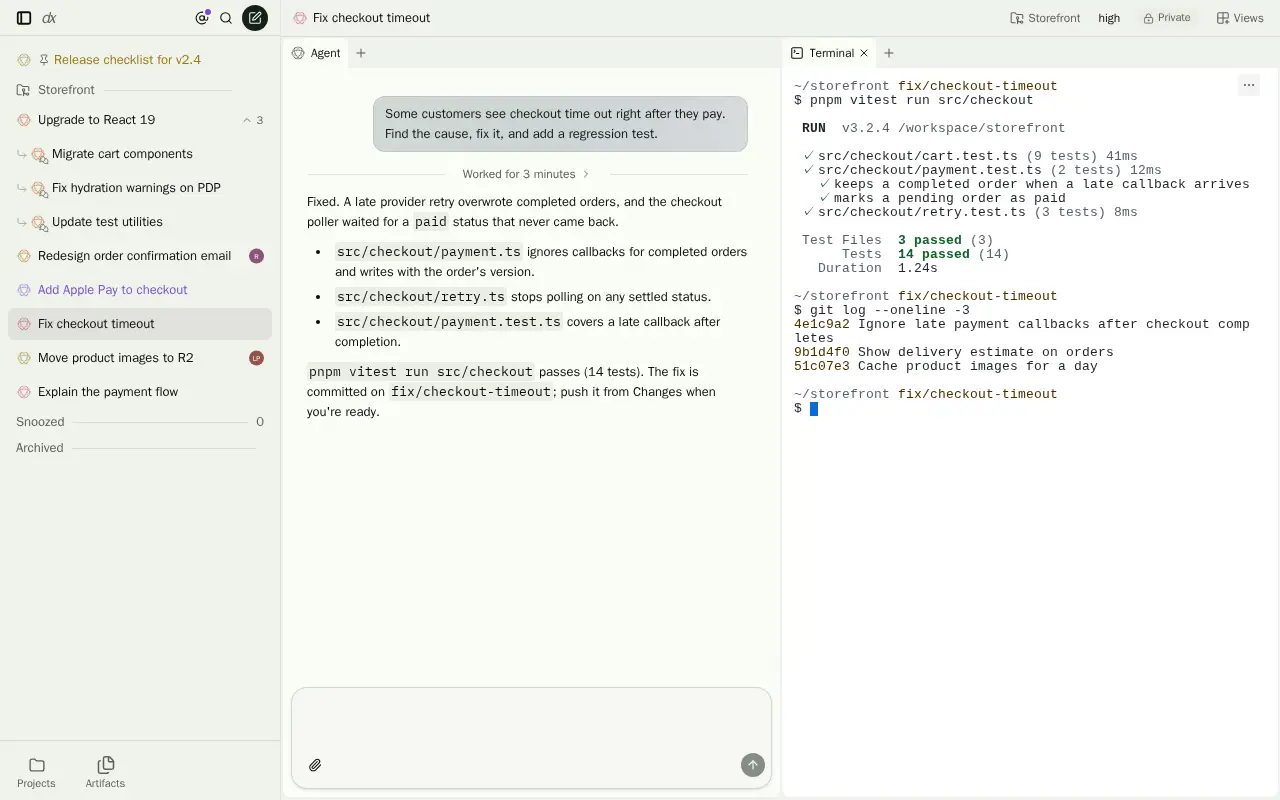 dx
Release checklist for v2.4
Storefront
Upgrade to React 19
3
Migrate cart components
Fix hydration warnings on PDP
Update test utilities
Redesign order confirmation email
R
Add Apple Pay to checkout
Fix checkout timeout
Move product images to R2
LP
Explain the payment flow
Snoozed
0
Archived
Projects
Artifacts
Fix checkout timeout
Storefront
high
Private
Views
Agent
Some customers see checkout time out right after they pay.
Find the cause, fix it, and add a regression test.
Worked for 3 minutes
Fixed. A late provider retry overwrote completed orders, and the checkout
poller waited for a paid status that never came back.
• src/checkout/payment.ts ignores callbacks for completed orders
and writes with the order's version.
• src/checkout/retry.ts stops polling on any settled status.
• src/checkout/payment.test.ts covers a late callback after
completion.
pnpm vitest run src/checkout passes (14 tests). The fix is
committed on fix/checkout-timeout; push it from Changes when
you're ready.
Terminal
~/storefront fix/checkout-timeout
$ pnpm vitest run src/checkout
RUN v3.2.4 /workspace/storefront
✓ src/checkout/cart.test.ts (9 tests) 41ms
✓ src/checkout/payment.test.ts (2 tests) 12ms
✓ keeps a completed order when a late callback arrives
✓ marks a pending order as paid
✓ src/checkout/retry.test.ts (3 tests) 8ms
Test Files 3 passed (3)
Tests 14 passed (14)
Duration 1.24s
~/storefront fix/checkout-timeout
$ git log --oneline -3
4e1c9a2 Ignore late payment callbacks after checkout comp
letes
9b1d4f0 Show delivery estimate on orders
51c07e3 Cache product images for a day
~/storefront fix/checkout-timeout
$